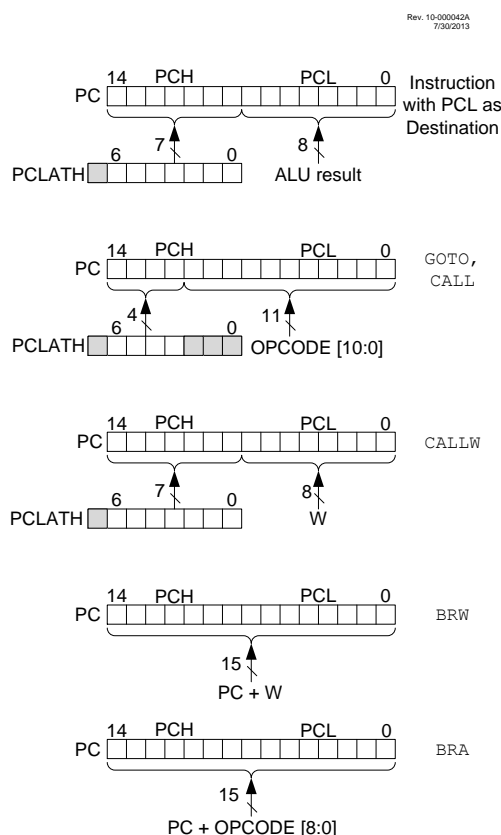 Rev. 10-000042A
7/30/2013
14 PCH PCL 0
PC
Instruction
with PCL as
Destination
7 8
6 0
PCLATH
ALU result
14 PCH PCL 0
PC
GOTO,
CALL
4 11
6 0
PCLATH
OPCODE [10:0]
14 PCH PCL 0
PC
CALLW
7 8
6 0
PCLATH
W
14 PCH PCL 0
PC
BRW
15
PC + W
14 PCH PCL 0
PC
BRA
15
PC + OPCODE [8:0]